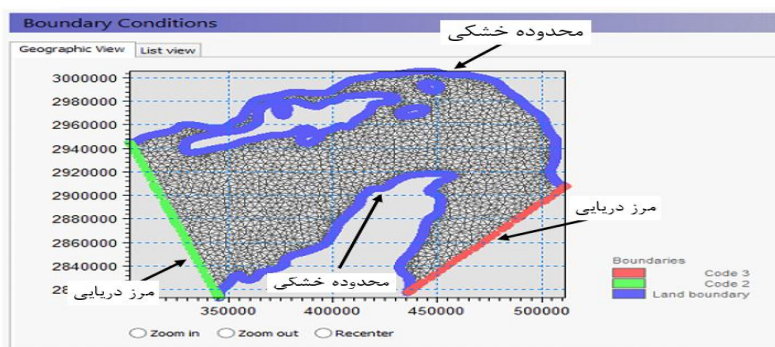 Boundary Conditions
Geographic View
List view
محدوده خشکی
3000000
2980000
2960000
2940000
2920000
2900000
2880000
2860000
2840000
28
مرز دریایی
محدوده خشکی
مرز دریایی
350000
400000
450000
500000
Boundaries
Code 3
Code 2
Land boundary
Zoom in
Zoom out
Recenter